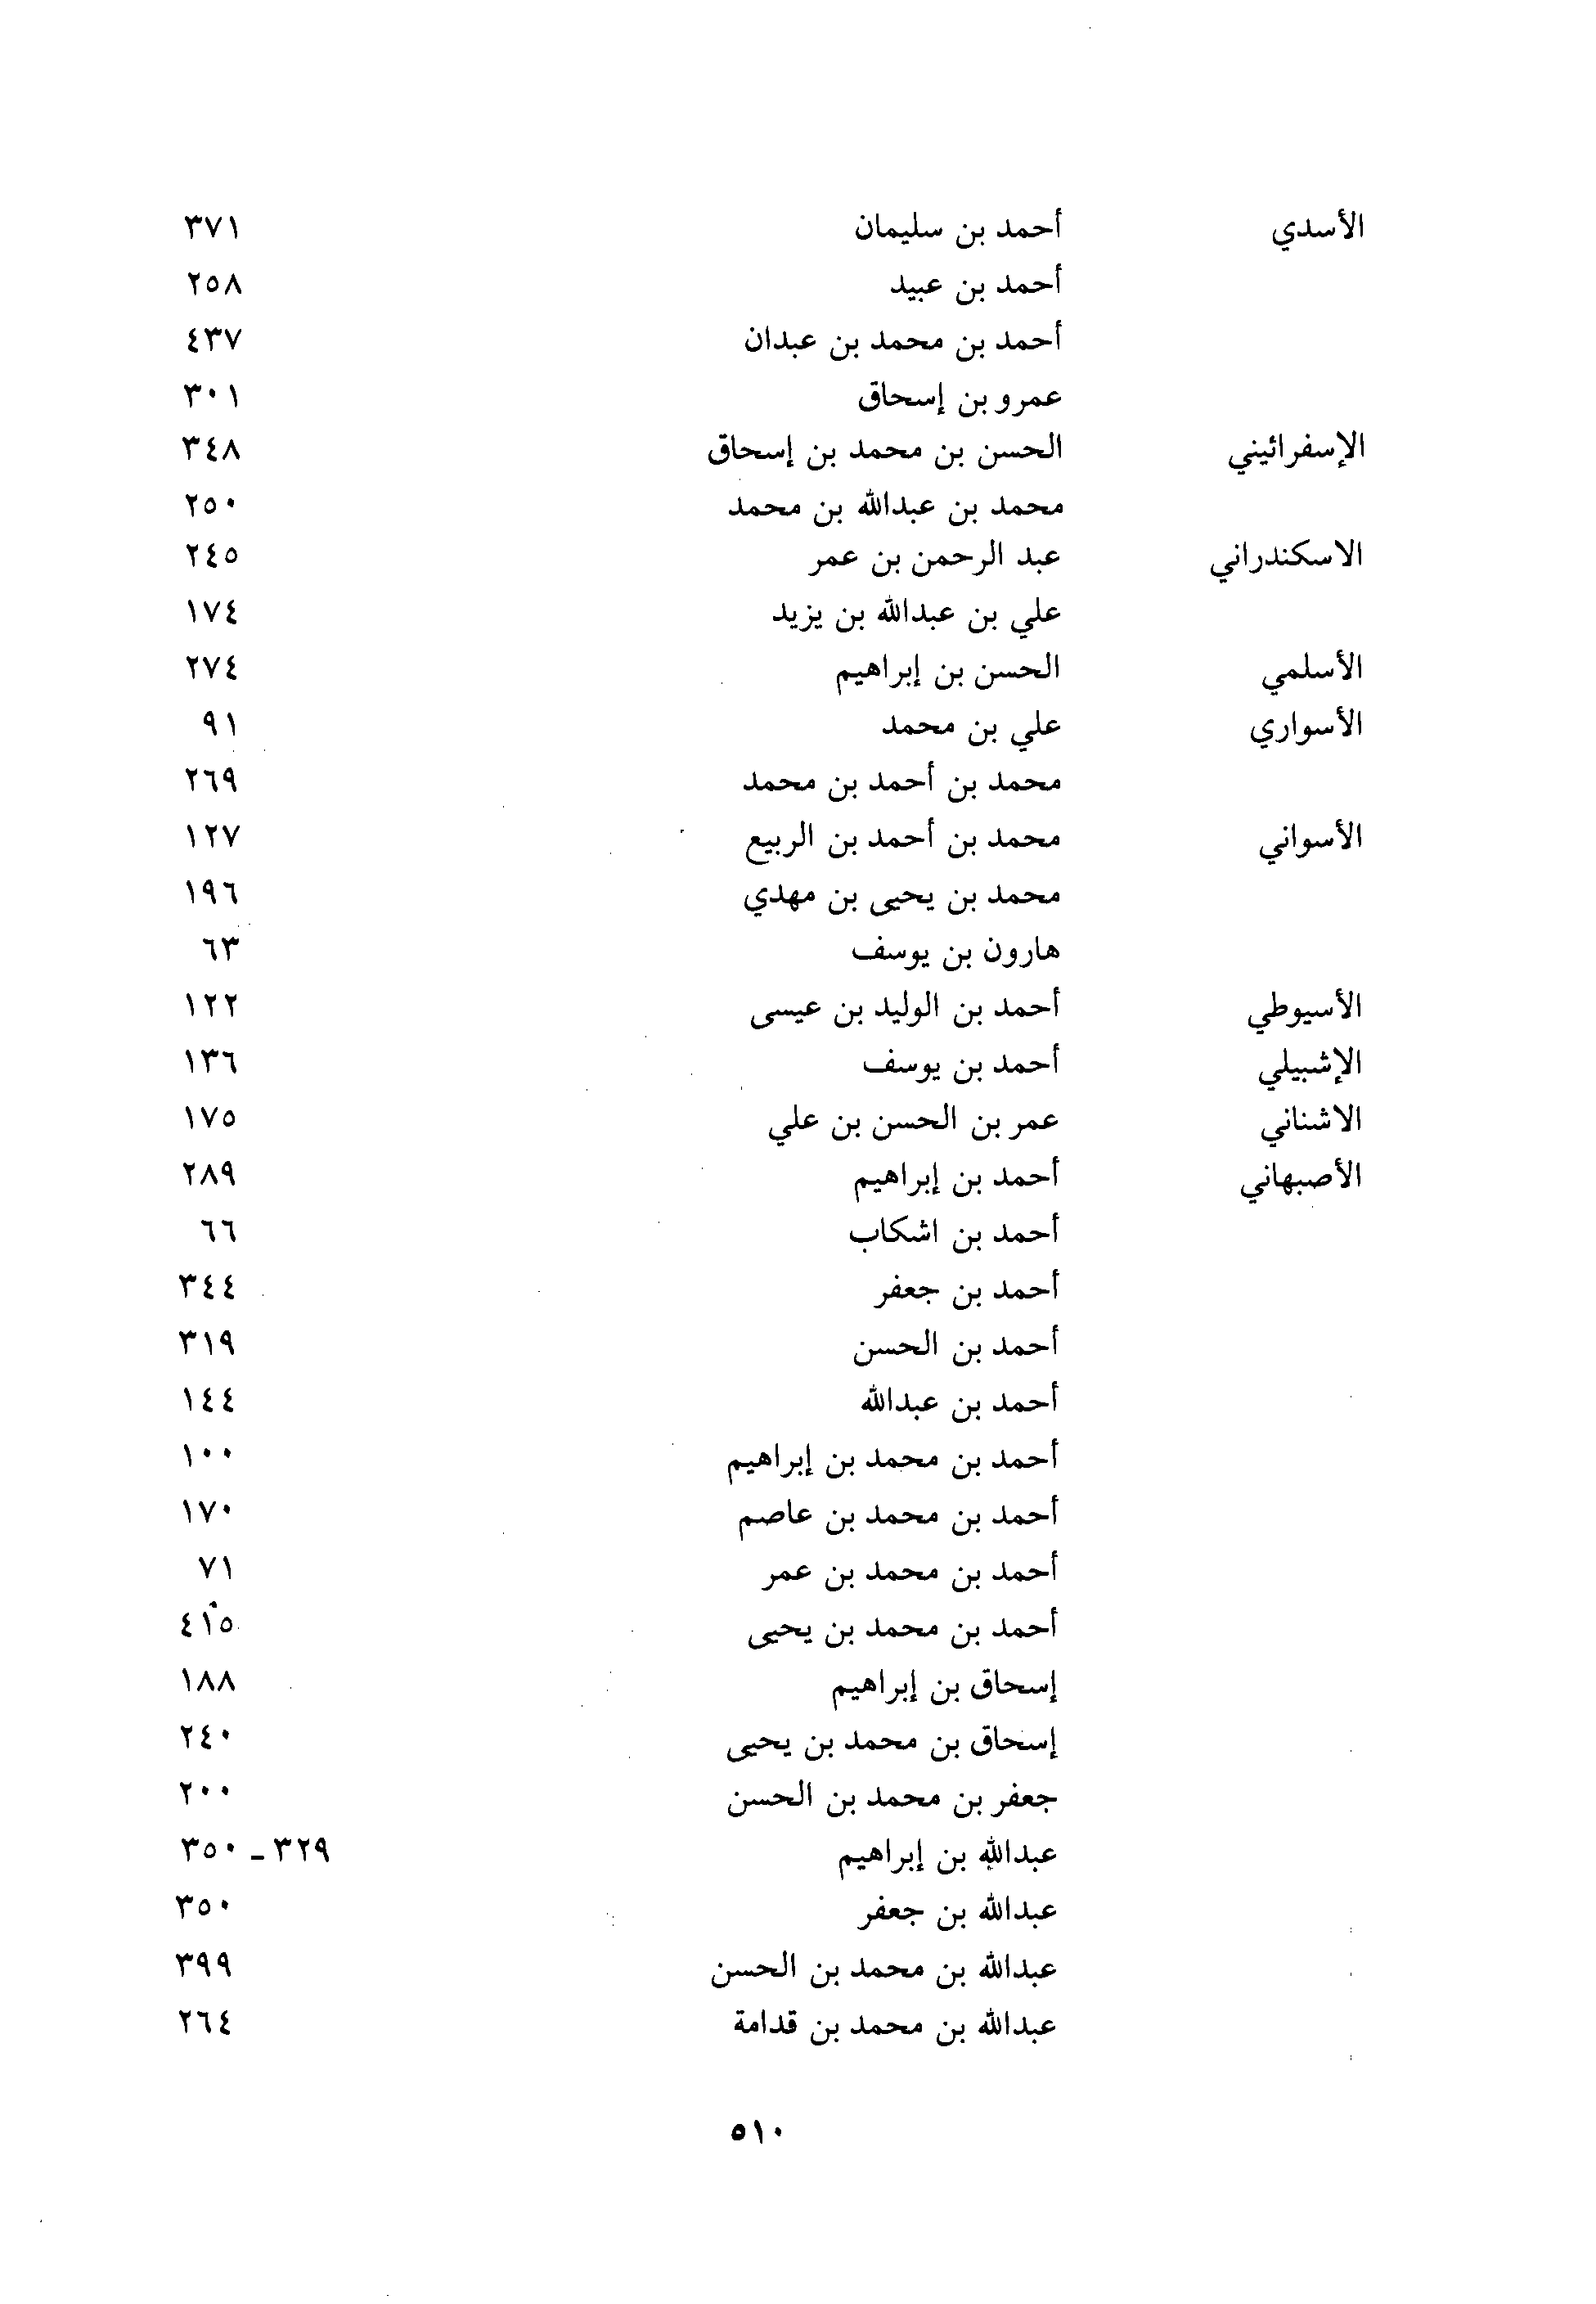 الأسدي أحمد بن سليمان ٣٧١
أحمد بن عبيد ٢٥٨
أحمد بن محمد بن عبدان ٤٣٧
عمرو بن إسحاق ٣٠١
الإسفرائيني الحسن بن محمد بن إسحاق ٣٤٨
محمد بن عبدالله بن محمد ٢٥٠
الاسكندراني عبد الرحمن بن عمر ٢٤٥
علي بن عبدالله بن يزيد ١٧٤
الأسلمي الحسن بن إبراهيم ٢٧٤
الأسواري علي بن محمد ٩١
محمد بن أحمد بن محمد ٢٦٩
الأسواني محمد بن أحمد بن الربيع ١٢٧
محمد بن يحيى بن مهدي ١٩٦
هارون بن يوسف ٦٣
الأسيوطي أحمد بن الوليد بن عيسى ١٢٢
الإشبيلي أحمد بن يوسف ١٣٦
الاشناني عمر بن الحسن بن علي ١٧٥
الأصبهاني أحمد بن إبراهيم ٢٨٩
أحمد بن اشكاب ٦٦
أحمد بن جعفر ٣٤٤
أحمد بن الحسن ٣١٩
أحمد بن عبدالله ١٤٤
أحمد بن محمد بن إبراهيم ١٠٠
أحمد بن محمد بن عاصم ١٧٠
أحمد بن محمد بن عمر ٧١
أحمد بن محمد بن يحيى ٤١٥
إسحاق بن إبراهيم ١٨٨
إسحاق بن محمد بن يحيى ٢٤٠
جعفر بن محمد بن الحسن ٢٠٠
عبدالله بن إبراهيم ٣٢٩ - ٣٥٠
عبدالله بن جعفر ٣٥٠
عبدالله بن محمد بن الحسن ٣٩٩
عبدالله بن محمد بن قدامة ٢٦٤
٥١٠